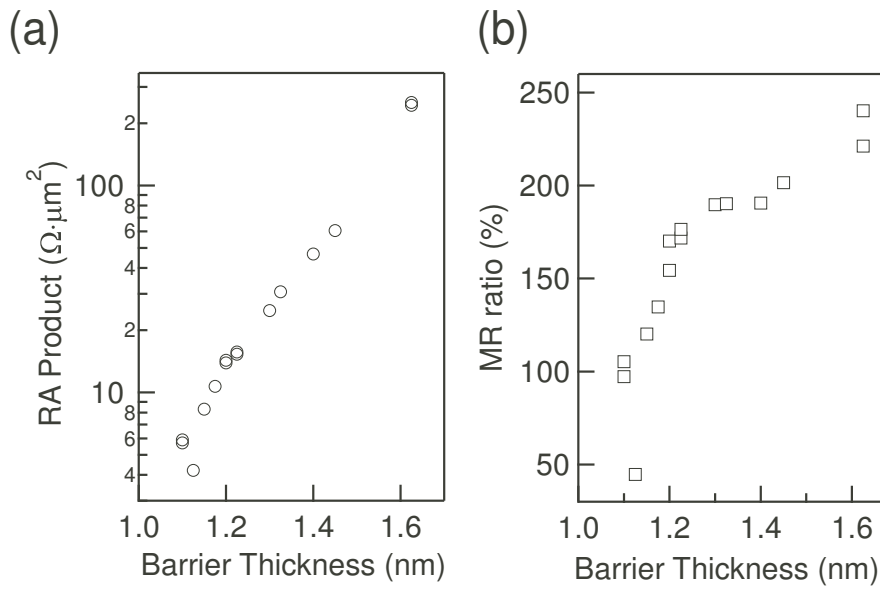 (a)
(b)
RA Product (Ω·μm²)
2
100
8
6
4
2
10
8
6
4
1.0 1.2 1.4 1.6
Barrier Thickness (nm)
MR ratio (%)
250
200
150
100
50
1.0 1.2 1.4 1.6
Barrier Thickness (nm)